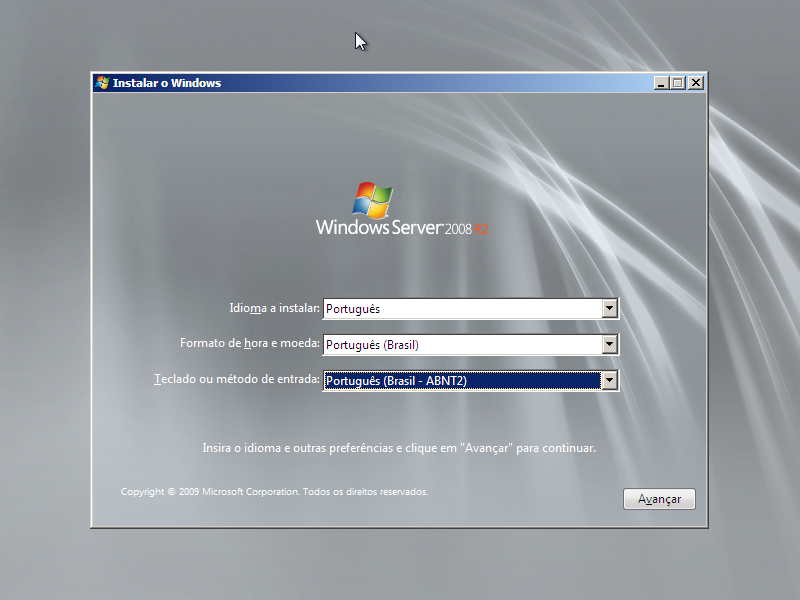 Instalar o Windows
Windows Server 2008 R2
Idioma a instalar: Português
Formato de hora e moeda: Português (Brasil)
Teclado ou método de entrada: Português (Brasil - ABNT2)
Insira o idioma e outras preferências e clique em "Avançar" para continuar.
Copyright © 2009 Microsoft Corporation. Todos os direitos reservados.
Avançar